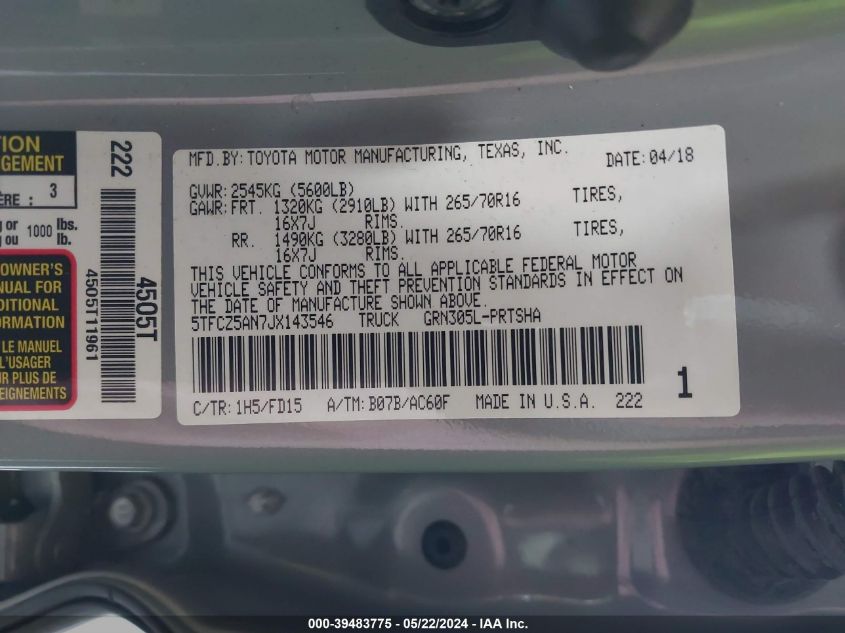 TION
GEMENT
3
ÈRE :
g or 1000 lbs.
g ou lb.
OWNER'S
NUAL FOR
DITIONAL
ORMATION
LE MANUEL
L'USAGER
UR PLUS DE
EIGNEMENTS
222
4505T
4505T11961
MFD.BY:TOYOTA MOTOR MANUFACTURING, TEXAS, INC. DATE:04/18
GVWR:2545KG (5600LB)
GAWR:FRT. 1320KG (2910LB) WITH 265/70R16 TIRES,
16X7J RIMS.
RR. 1490KG (3280LB) WITH 265/70R16 TIRES,
16X7J RIMS.
THIS VEHICLE CONFORMS TO ALL APPLICABLE FEDERAL MOTOR
VEHICLE SAFETY AND THEFT PREVENTION STANDARDS IN EFFECT ON
THE DATE OF MANUFACTURE SHOWN ABOVE.
5TFCZ5AN7JX143546 TRUCK GRN305L-PRTSHA
1
C/TR:1H5/FD15 A/TM:B07B/AC60F MADE IN U.S.A. 222
000-39483775 - 05/22/2024 - IAA Inc.